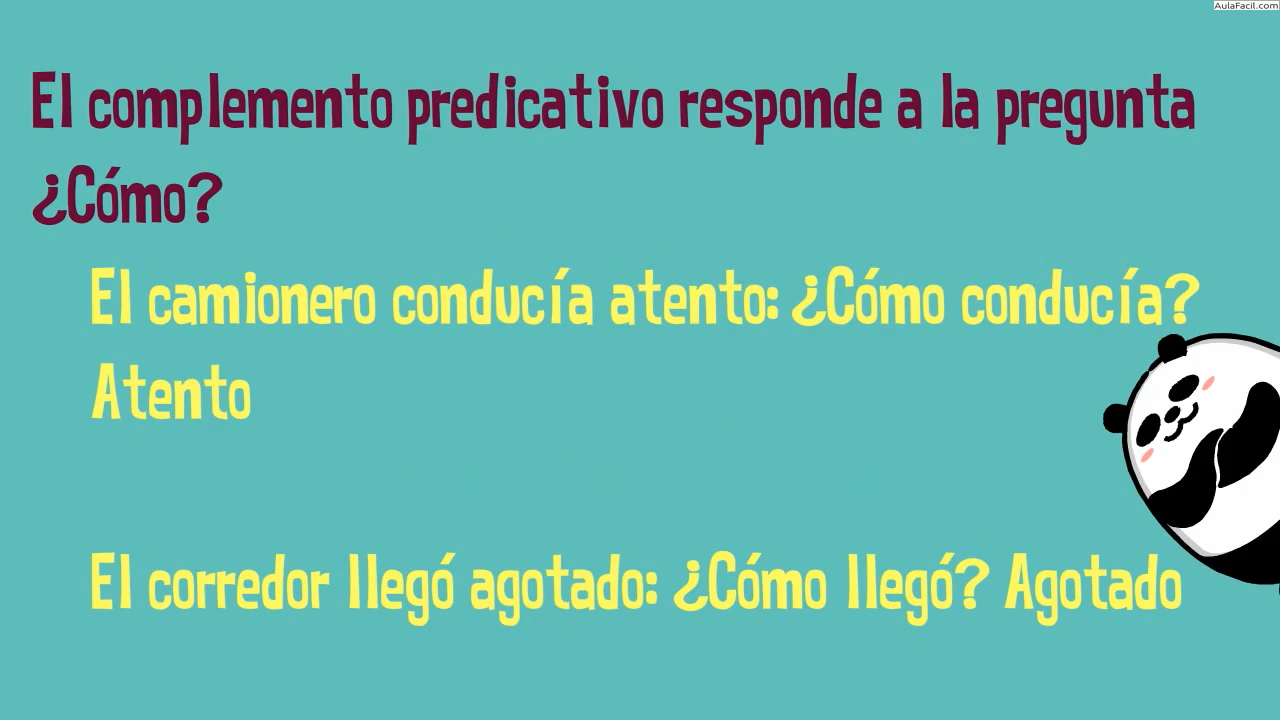 AulaFacil.com
El complemento predicativo responde a la pregunta
¿Cómo?
El camionero conducía atento: ¿Cómo conducía?
Atento
El corredor llegó agotado: ¿Cómo llegó? Agotado